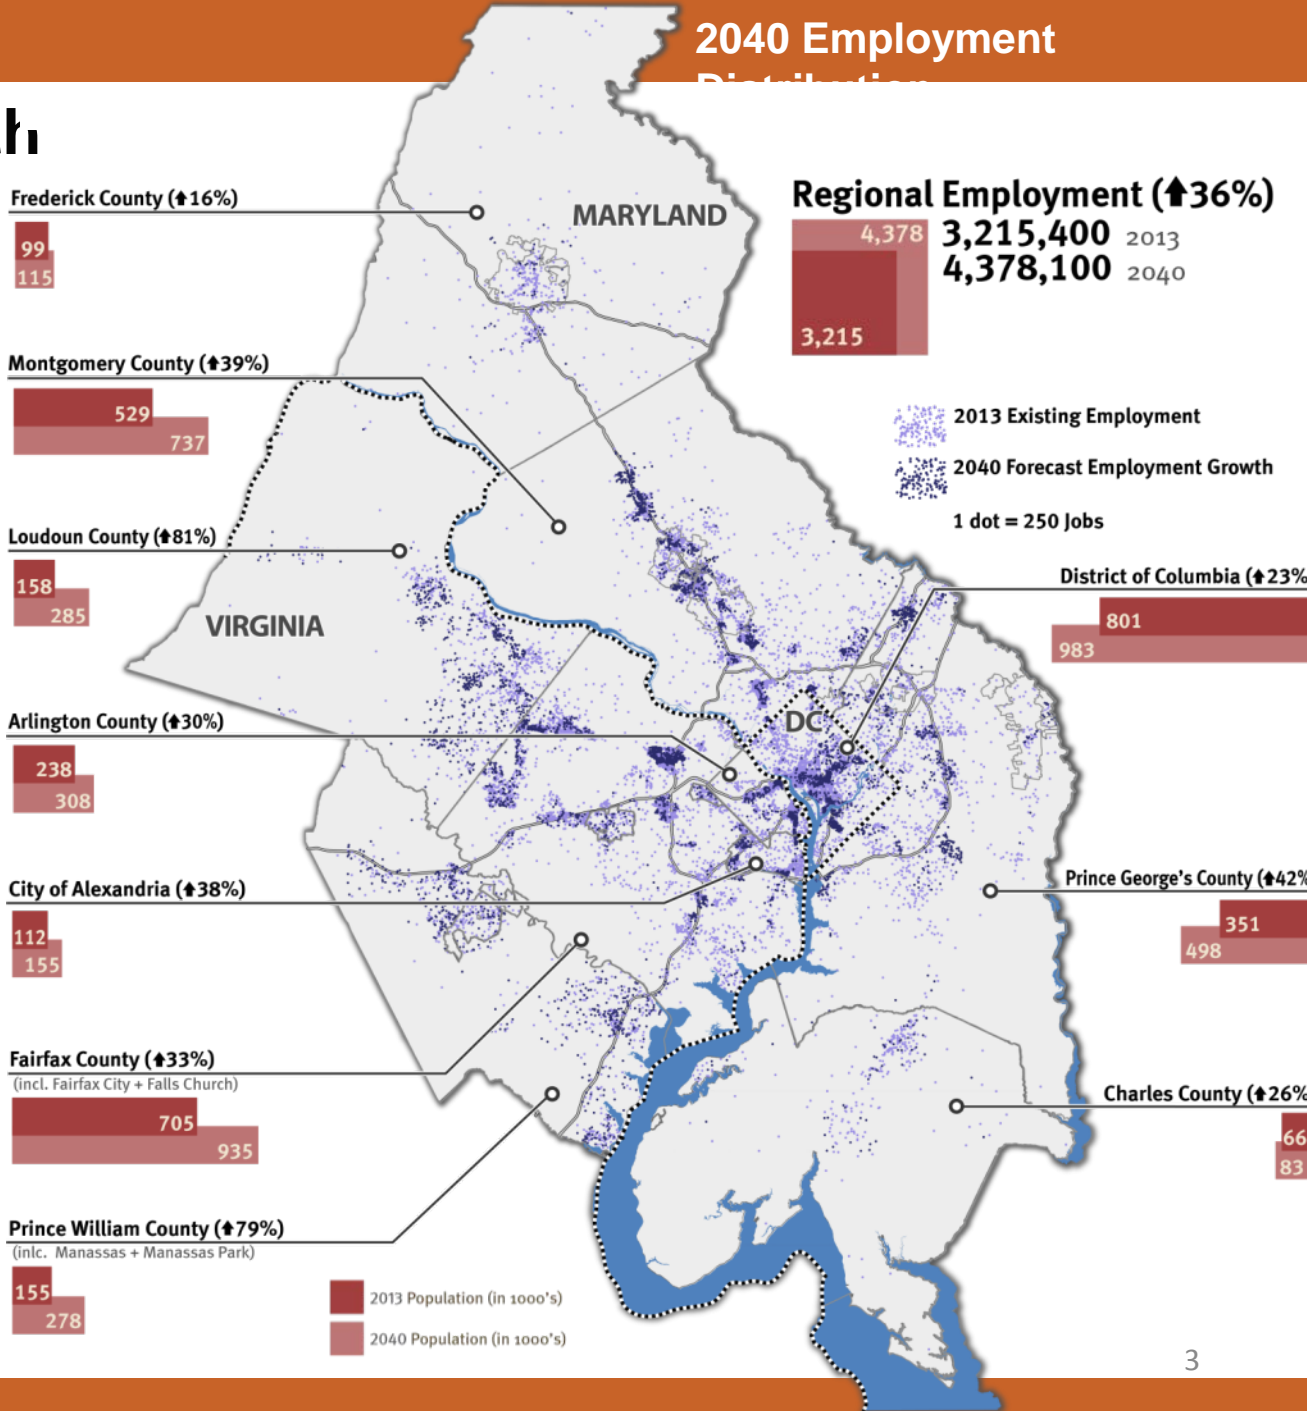 2040 Employment
Frederick County (⬆16%)
99
115
MARYLAND
Regional Employment (⬆36%)
4,378
3,215
3,215,400 2013
4,378,100 2040
Montgomery County (⬆39%)
529
737
2013 Existing Employment
2040 Forecast Employment Growth
1 dot = 250 Jobs
Loudoun County (⬆81%)
158
285
VIRGINIA
District of Columbia (⬆23%
801
983
Arlington County (⬆30%)
238
308
DC
City of Alexandria (⬆38%)
112
155
Prince George's County (⬆42%
351
498
Fairfax County (⬆33%)
(incl. Fairfax City + Falls Church)
705
935
Charles County (⬆26%
66
83
Prince William County (⬆79%)
(inlc. Manassas + Manassas Park)
155
278
2013 Population (in 1000's)
2040 Population (in 1000's)
3